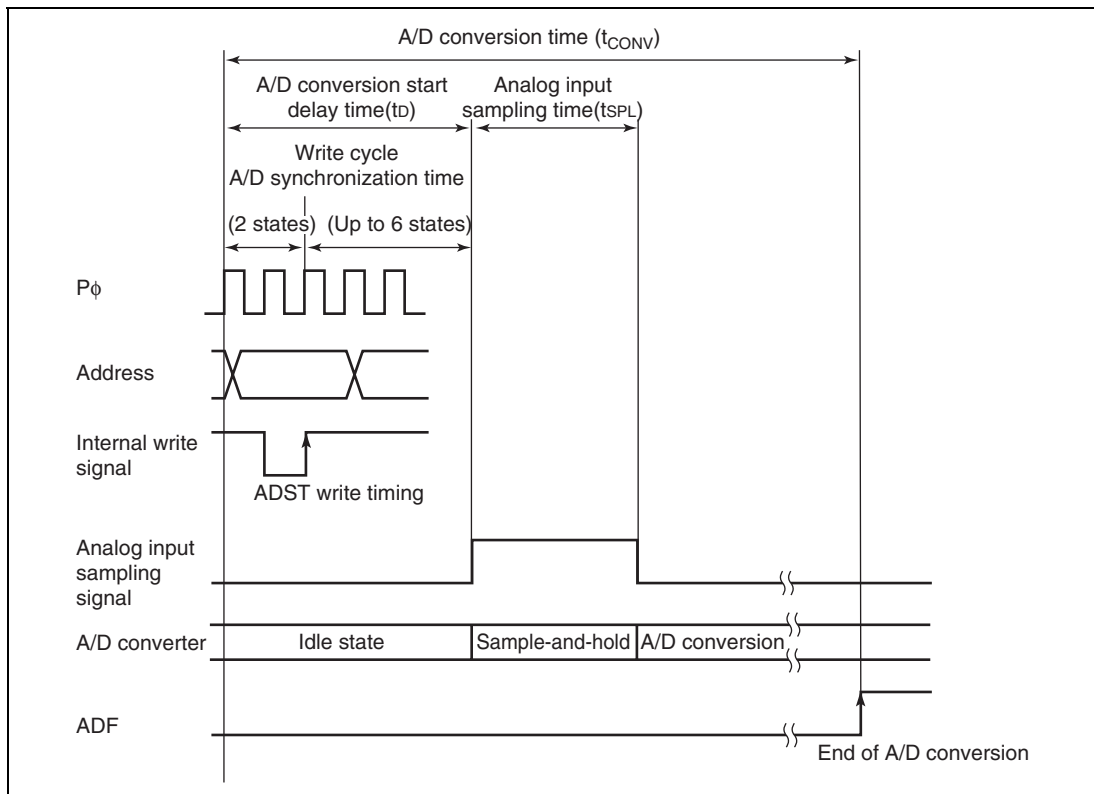 A/D conversion time (tCONV)
A/D conversion start
delay time(tD)
Analog input
sampling time(tSPL)
Write cycle
A/D synchronization time
(2 states)
(Up to 6 states)
Pϕ
Address
Internal write
signal
ADST write timing
Analog input
sampling
signal
A/D converter
Idle state
Sample-and-hold
A/D conversion
ADF
End of A/D conversion